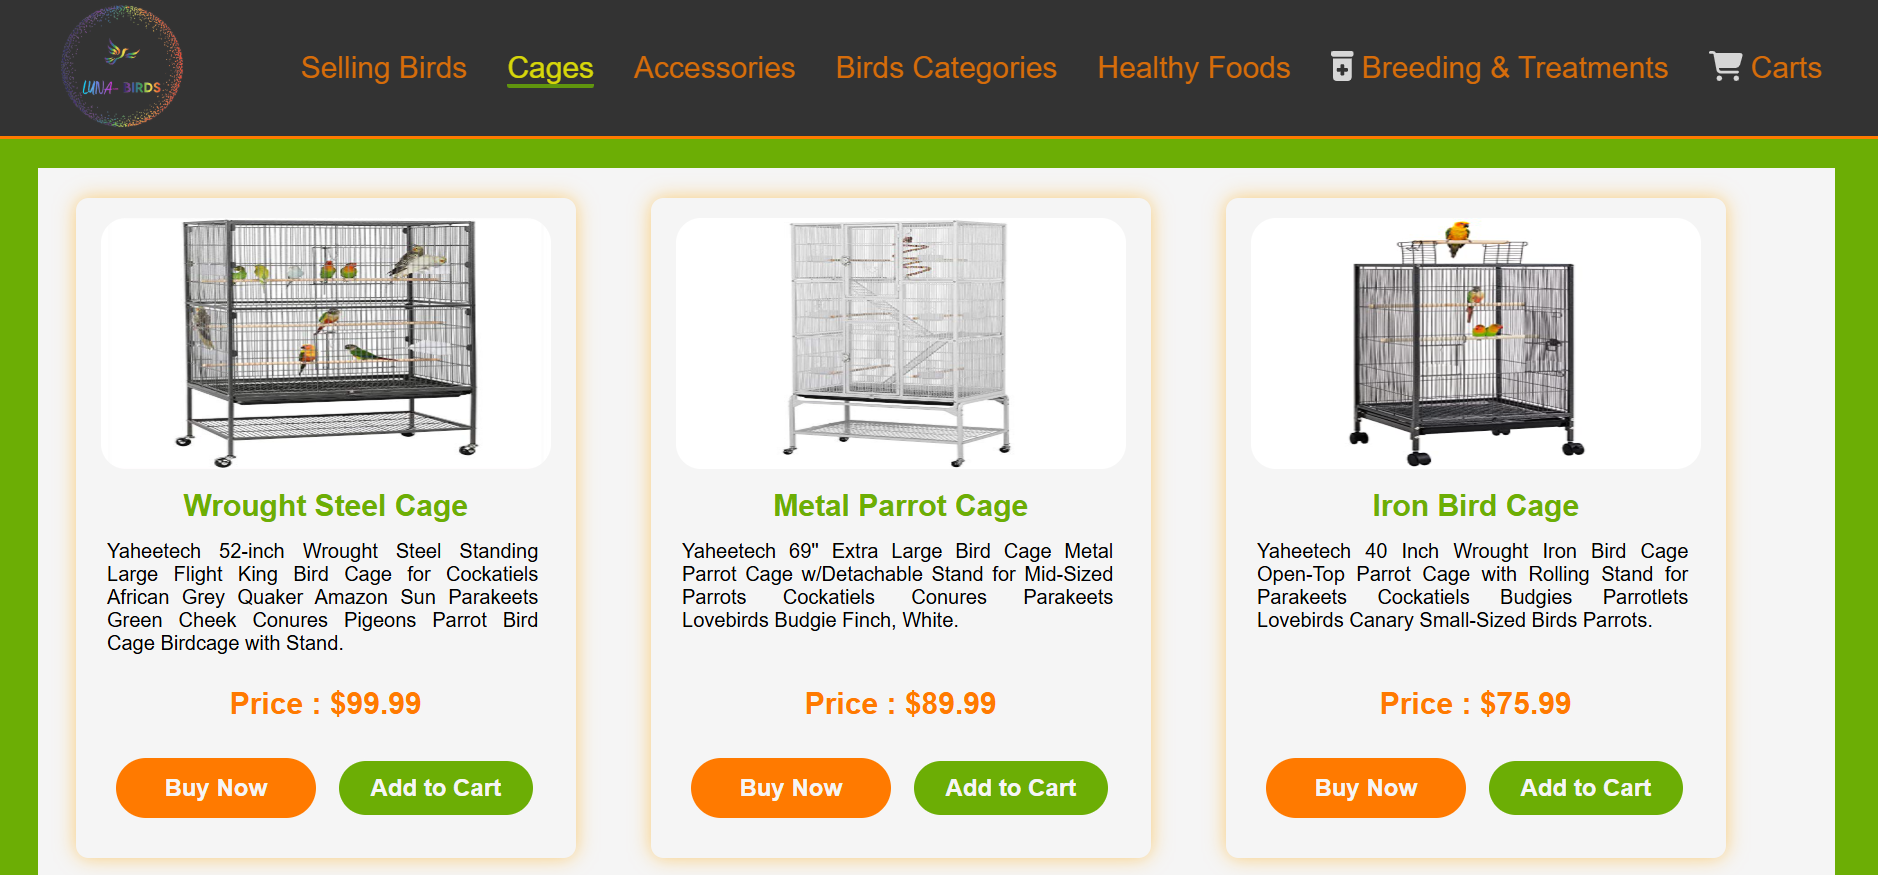 LUNA- BIRDS
Selling Birds
Cages
Accessories
Birds Categories
Healthy Foods
Breeding & Treatments
Carts
Wrought Steel Cage
Yaheetech 52-inch Wrought Steel Standing
Large Flight King Bird Cage for Cockatiels
African Grey Quaker Amazon Sun Parakeets
Green Cheek Conures Pigeons Parrot Bird
Cage Birdcage with Stand.
Price : $99.99
Buy Now
Add to Cart
Metal Parrot Cage
Yaheetech 69" Extra Large Bird Cage Metal
Parrot Cage w/Detachable Stand for Mid-Sized
Parrots Cockatiels Conures Parakeets
Lovebirds Budgie Finch, White.
Price : $89.99
Buy Now
Add to Cart
Iron Bird Cage
Yaheetech 40 Inch Wrought Iron Bird Cage
Open-Top Parrot Cage with Rolling Stand for
Parakeets Cockatiels Budgies Parrotlets
Lovebirds Canary Small-Sized Birds Parrots.
Price : $75.99
Buy Now
Add to Cart